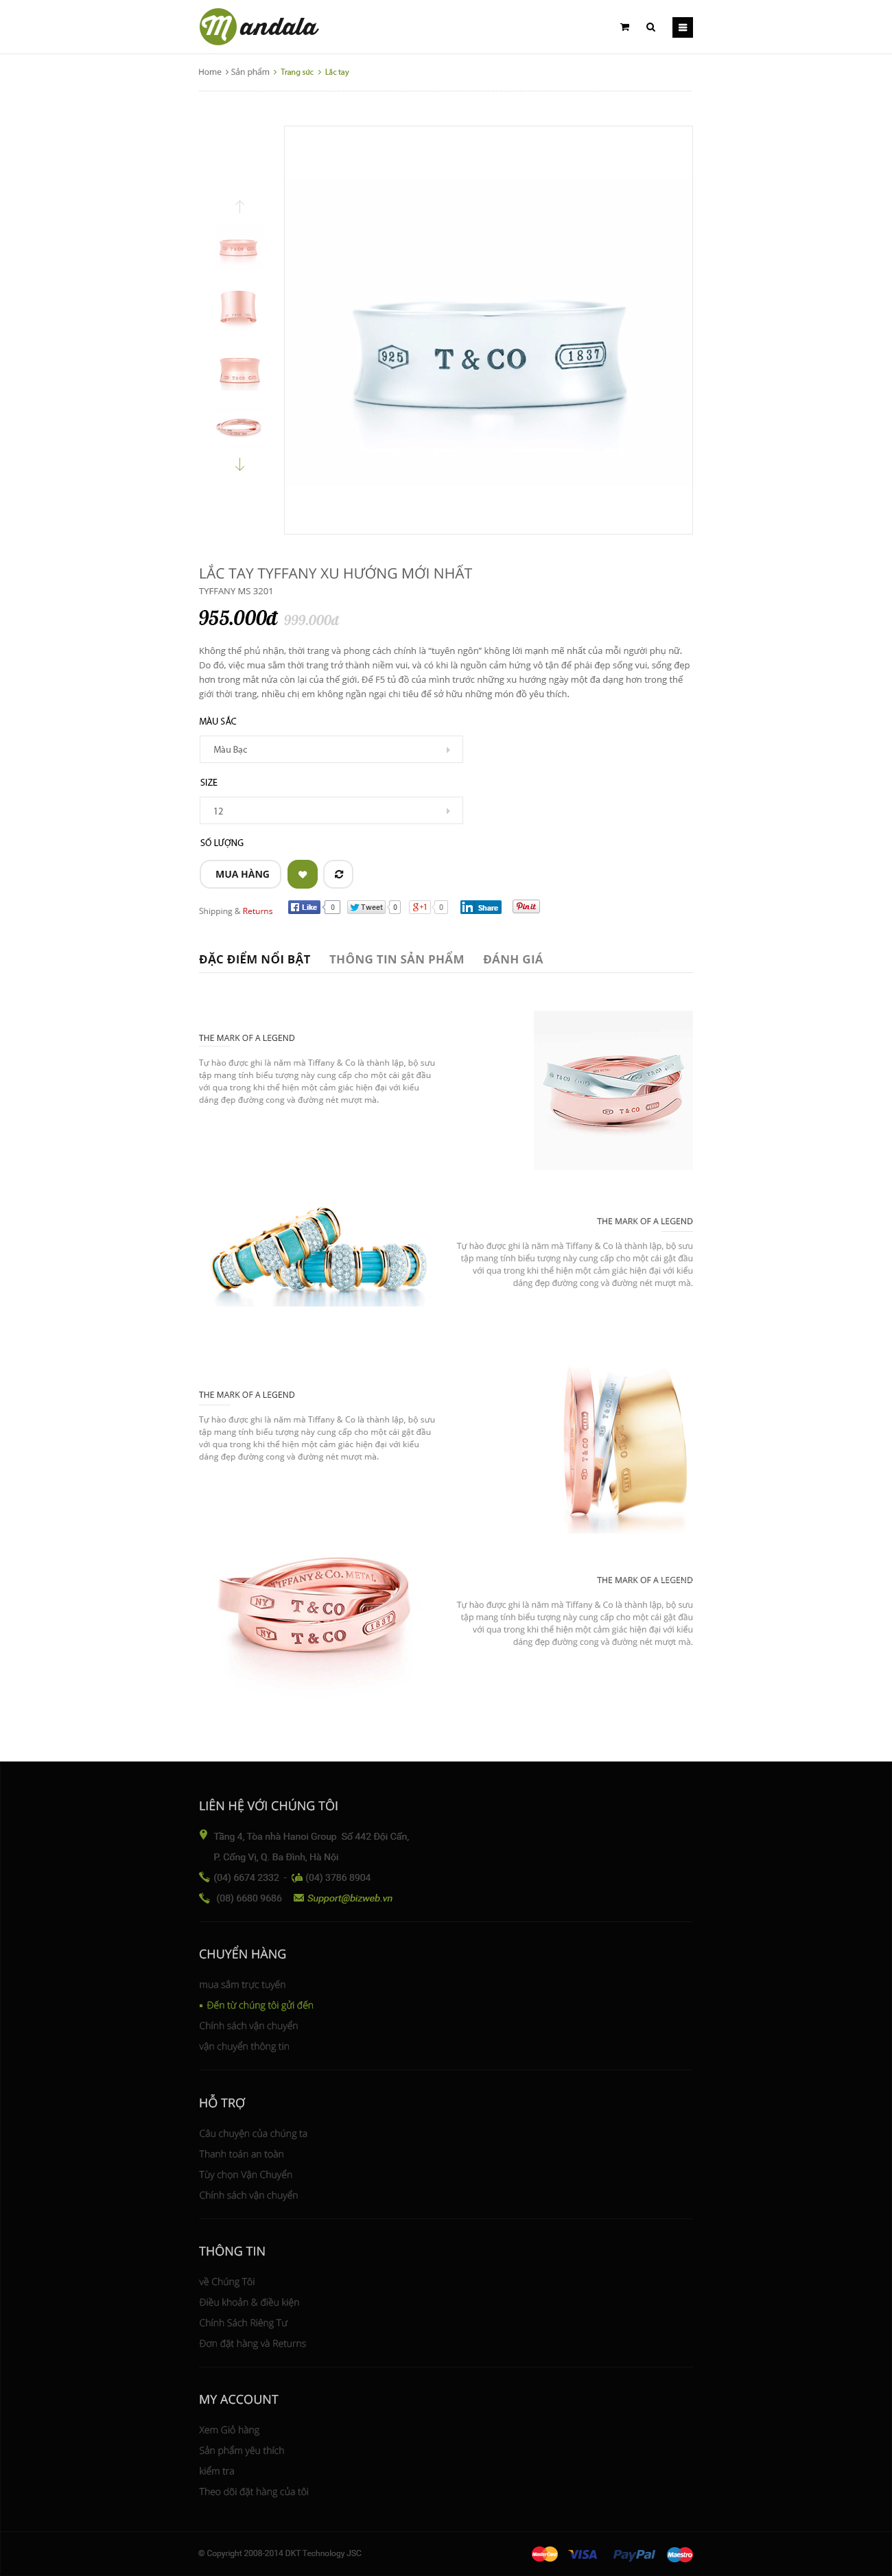 Mandala
Home > Sản phẩm > Trang sức > Lắc tay
925 T & CO 1837
LẮC TAY TYFFANY XU HƯỚNG MỚI NHẤT
TYFFANY MS 3201
955.000đ 999.000đ
Không thể phủ nhận, thời trang và phong cách chính là “tuyên ngôn” không lời mạnh mẽ nhất của mỗi người phụ nữ.
Do đó, việc mua sắm thời trang trở thành niềm vui, và có khi là nguồn cảm hứng vô tận để phái đẹp sống vui, sống đẹp
hơn trong mắt nửa còn lại của thế giới. Để F5 tủ đồ của mình trước những xu hướng ngày một đa dạng hơn trong thế
giới thời trang, nhiều chị em không ngần ngại chi tiêu để sở hữu những món đồ yêu thích.
MÀU SẮC
Màu Bạc
SIZE
12
SỐ LƯỢNG
MUA HÀNG
Shipping & Returns
Like 0 Tweet 0 g+1 0 in Share Pin it
ĐẶC ĐIỂM NỔI BẬT THÔNG TIN SẢN PHẨM ĐÁNH GIÁ
THE MARK OF A LEGEND
Tự hào được ghi là năm mà Tiffany & Co là thành lập, bộ sưu
tập mang tính biểu tượng này cung cấp cho một cái gật đầu
với qua trong khi thể hiện một cảm giác hiện đại với kiểu
dáng đẹp đường cong và đường nét mượt mà.
T & CO
T & CO
THE MARK OF A LEGEND
Tự hào được ghi là năm mà Tiffany & Co là thành lập, bộ sưu
tập mang tính biểu tượng này cung cấp cho một cái gật đầu
với qua trong khi thể hiện một cảm giác hiện đại với kiểu
dáng đẹp đường cong và đường nét mượt mà.
THE MARK OF A LEGEND
Tự hào được ghi là năm mà Tiffany & Co là thành lập, bộ sưu
tập mang tính biểu tượng này cung cấp cho một cái gật đầu
với qua trong khi thể hiện một cảm giác hiện đại với kiểu
dáng đẹp đường cong và đường nét mượt mà.
T & CO
TIFFANY & CO. METAL
NY T & CO
NY T & CO 1837
THE MARK OF A LEGEND
Tự hào được ghi là năm mà Tiffany & Co là thành lập, bộ sưu
tập mang tính biểu tượng này cung cấp cho một cái gật đầu
với qua trong khi thể hiện một cảm giác hiện đại với kiểu
dáng đẹp đường cong và đường nét mượt mà.
LIÊN HỆ VỚI CHÚNG TÔI
Tầng 4, Tòa nhà Hanoi Group Số 442 Đội Cấn,
P. Cống Vị, Q. Ba Đình, Hà Nội
(04) 6674 2332 - (04) 3786 8904
(08) 6680 9686 Support@bizweb.vn
CHUYỂN HÀNG
mua sắm trực tuyến
Đến từ chúng tôi gửi đến
Chính sách vận chuyển
vận chuyển thông tin
HỖ TRỢ
Câu chuyện của chúng ta
Thanh toán an toàn
Tùy chọn Vận Chuyển
Chính sách vận chuyển
THÔNG TIN
về Chúng Tôi
Điều khoản & điều kiện
Chính Sách Riêng Tư
Đơn đặt hàng và Returns
MY ACCOUNT
Xem Giỏ hàng
Sản phẩm yêu thích
kiểm tra
Theo dõi đặt hàng của tôi
© Copyright 2008-2014 DKT Technology JSC
MasterCard VISA PayPal Maestro